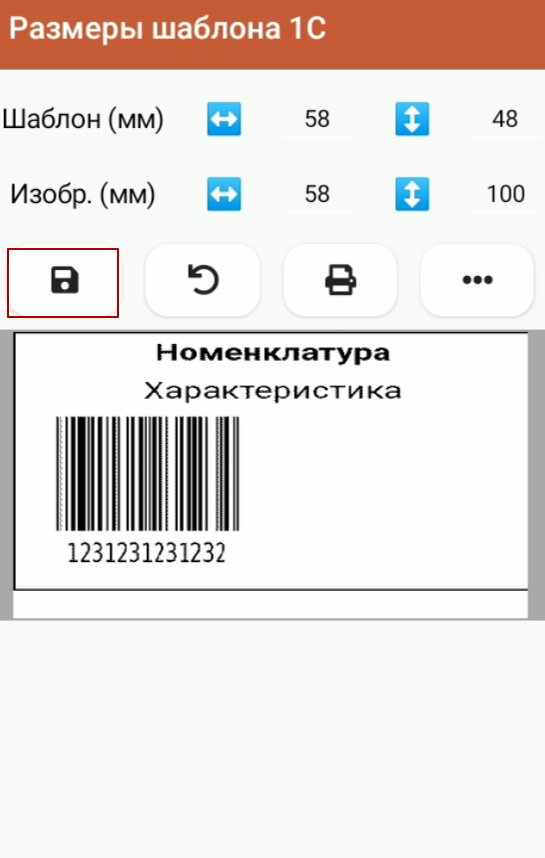 Размеры шаблона 1С
Шаблон (мм) 58 48
Изобр. (мм) 58 100
Номенклатура
Характеристика
1231231231232